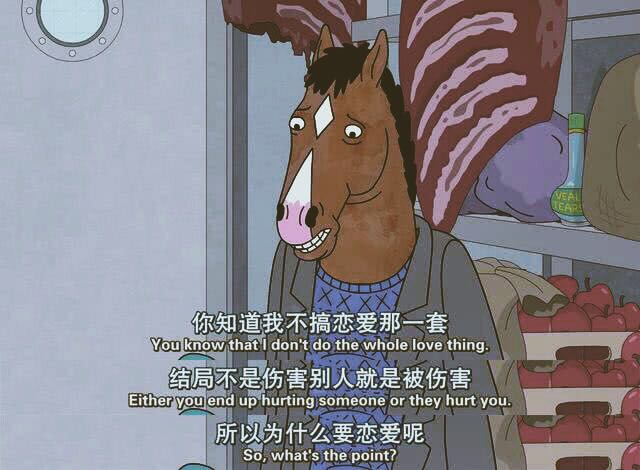 VEAL
TEARS
你知道我不搞恋爱那一套
You know that I don't do the whole love thing.
结局不是伤害别人就是被伤害
Either you end up hurting someone or they hurt you.
所以为什么要恋爱呢
So, what's the point?